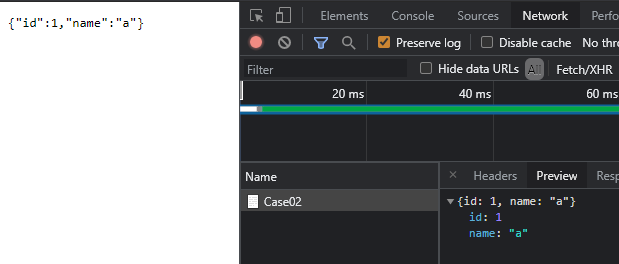 {"id":1,"name":"a"}
Elements Console Sources Network Perfo
Preserve log Disable cache No thro
Filter Hide data URLs All Fetch/XHR
20 ms 40 ms 60 ms
Name × Headers Preview Resp
Case02
▼{id: 1, name: "a"}
id: 1
name: "a"